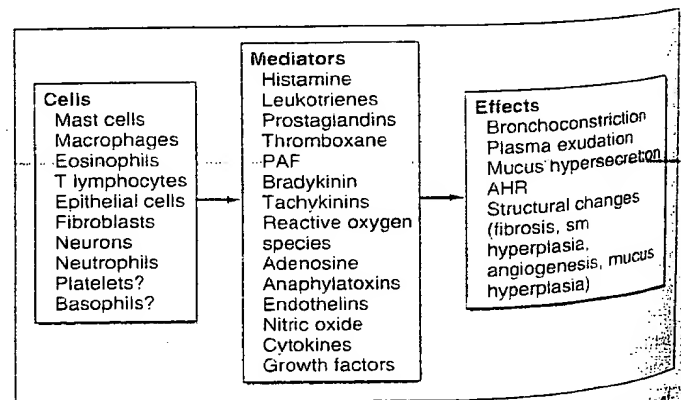 Cells
Mast cells
Macrophages
Eosinophils
T lymphocytes
Epithelial cells
Fibroblasts
Neurons
Neutrophils
Platelets?
Basophils?
Mediators
Histamine
Leukotrienes
Prostaglandins
Thromboxane
PAF
Bradykinin
Tachykinins
Reactive oxygen
species
Adenosine
Anaphylatoxins
Endothelins
Nitric oxide
Cytokines
Growth factors
Effects
Bronchoconstriction
Plasma exudation
Mucus hypersecretion
AHR
Structural changes
(fibrosis, sm
hyperplasia,
angiogenesis, mucus
hyperplasia)